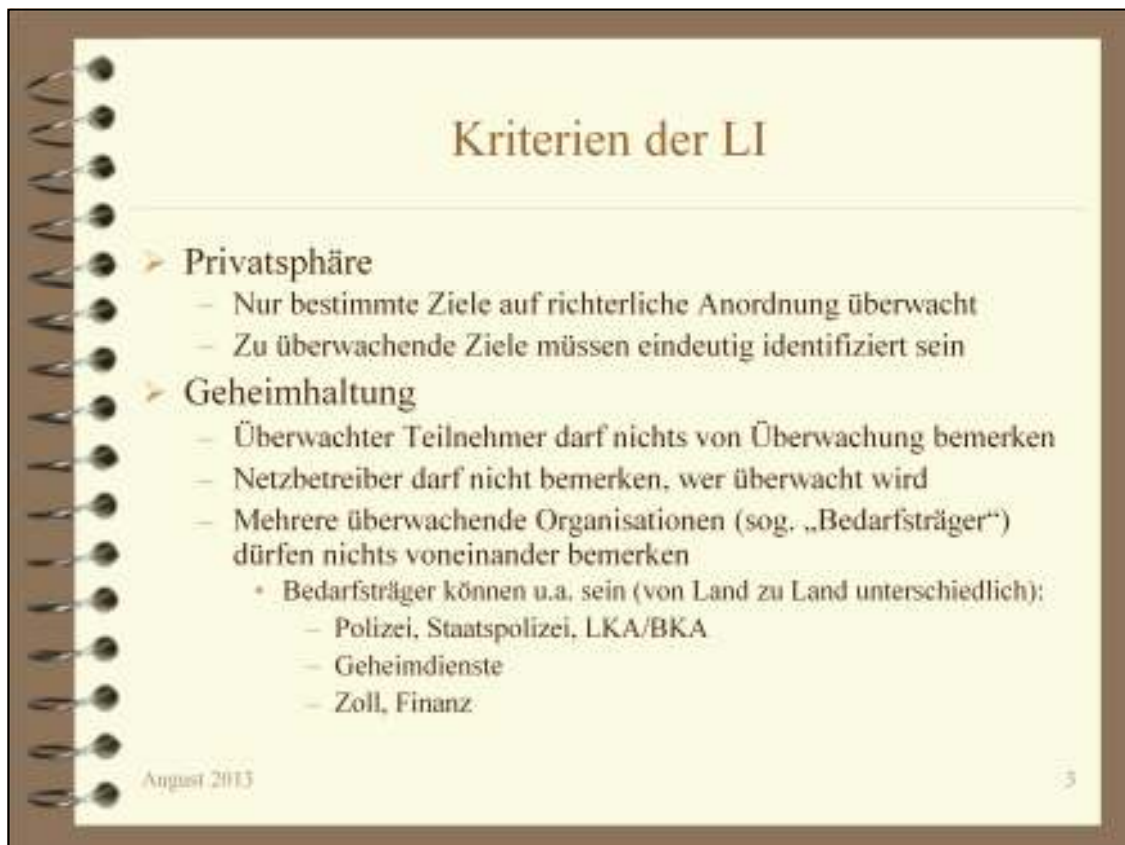 Kriterien der LI
➢ Privatsphäre
– Nur bestimmte Ziele auf richterliche Anordnung überwacht
– Zu überwachende Ziele müssen eindeutig identifiziert sein
➢ Geheimhaltung
– Überwachter Teilnehmer darf nichts von Überwachung bemerken
– Netzbetreiber darf nicht bemerken, wer überwacht wird
– Mehrere überwachende Organisationen (sog. „Bedarfsträger“)
dürfen nichts voneinander bemerken
• Bedarfsträger können u.a. sein (von Land zu Land unterschiedlich):
– Polizei, Staatspolizei, LKA/BKA
– Geheimdienste
– Zoll, Finanz
August 2013
3